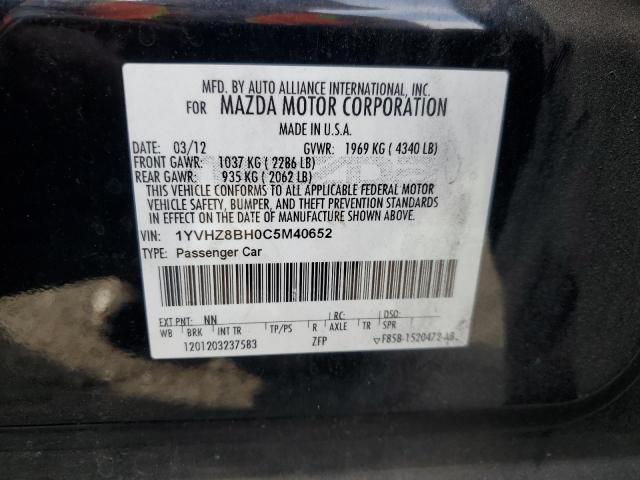 MFD. BY AUTO ALLIANCE INTERNATIONAL, INC.
FOR MAZDA MOTOR CORPORATION
MADE IN U.S.A.
DATE: 03/12 GVWR: 1969 KG ( 4340 LB)
FRONT GAWR: 1037 KG ( 2286 LB)
REAR GAWR: 935 KG ( 2062 LB)
THIS VEHICLE CONFORMS TO ALL APPLICABLE FEDERAL MOTOR
VEHICLE SAFETY, BUMPER, AND THEFT PREVENTION STANDARDS
IN EFFECT ON THE DATE OF MANUFACTURE SHOWN ABOVE.
VIN: 1YVHZ8BH0C5M40652
TYPE: Passenger Car
EXT PNT: NN RC: DSO:
WB BRK INT TR TP/PS R AXLE TR SPR
1201203237583 ZFP F85B-1520472-AB